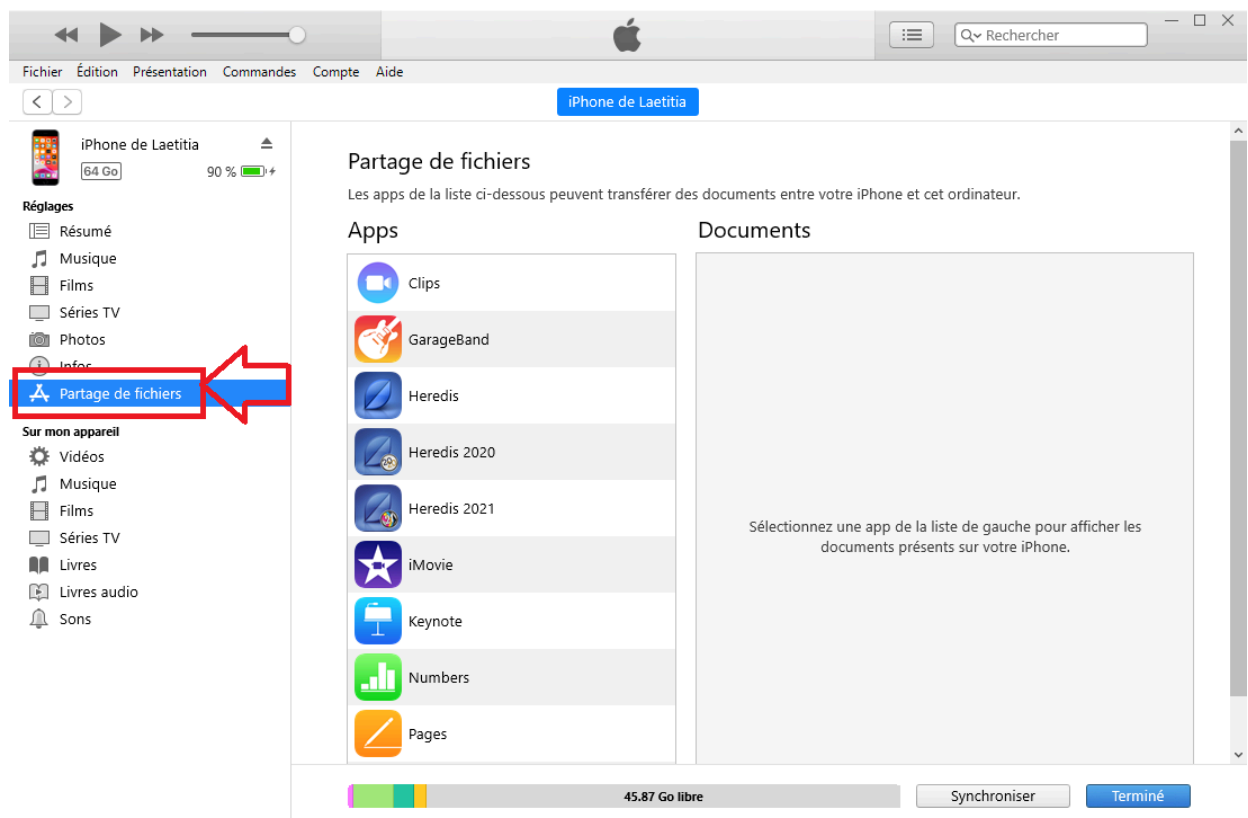 Rechercher
Fichier Édition Présentation Commandes Compte Aide
iPhone de Laetitia
iPhone de Laetitia
64 Go 90 %
Réglages
Résumé
Musique
Films
Séries TV
Photos
Infos
Partage de fichiers
Sur mon appareil
Vidéos
Musique
Films
Séries TV
Livres
Livres audio
Sons
Partage de fichiers
Les apps de la liste ci-dessous peuvent transférer des documents entre votre iPhone et cet ordinateur.
Apps
Clips
GarageBand
Heredis
Heredis 2020
Heredis 2021
iMovie
Keynote
Numbers
Pages
Documents
Sélectionnez une app de la liste de gauche pour afficher les
documents présents sur votre iPhone.
45.87 Go libre
Synchroniser
Terminé